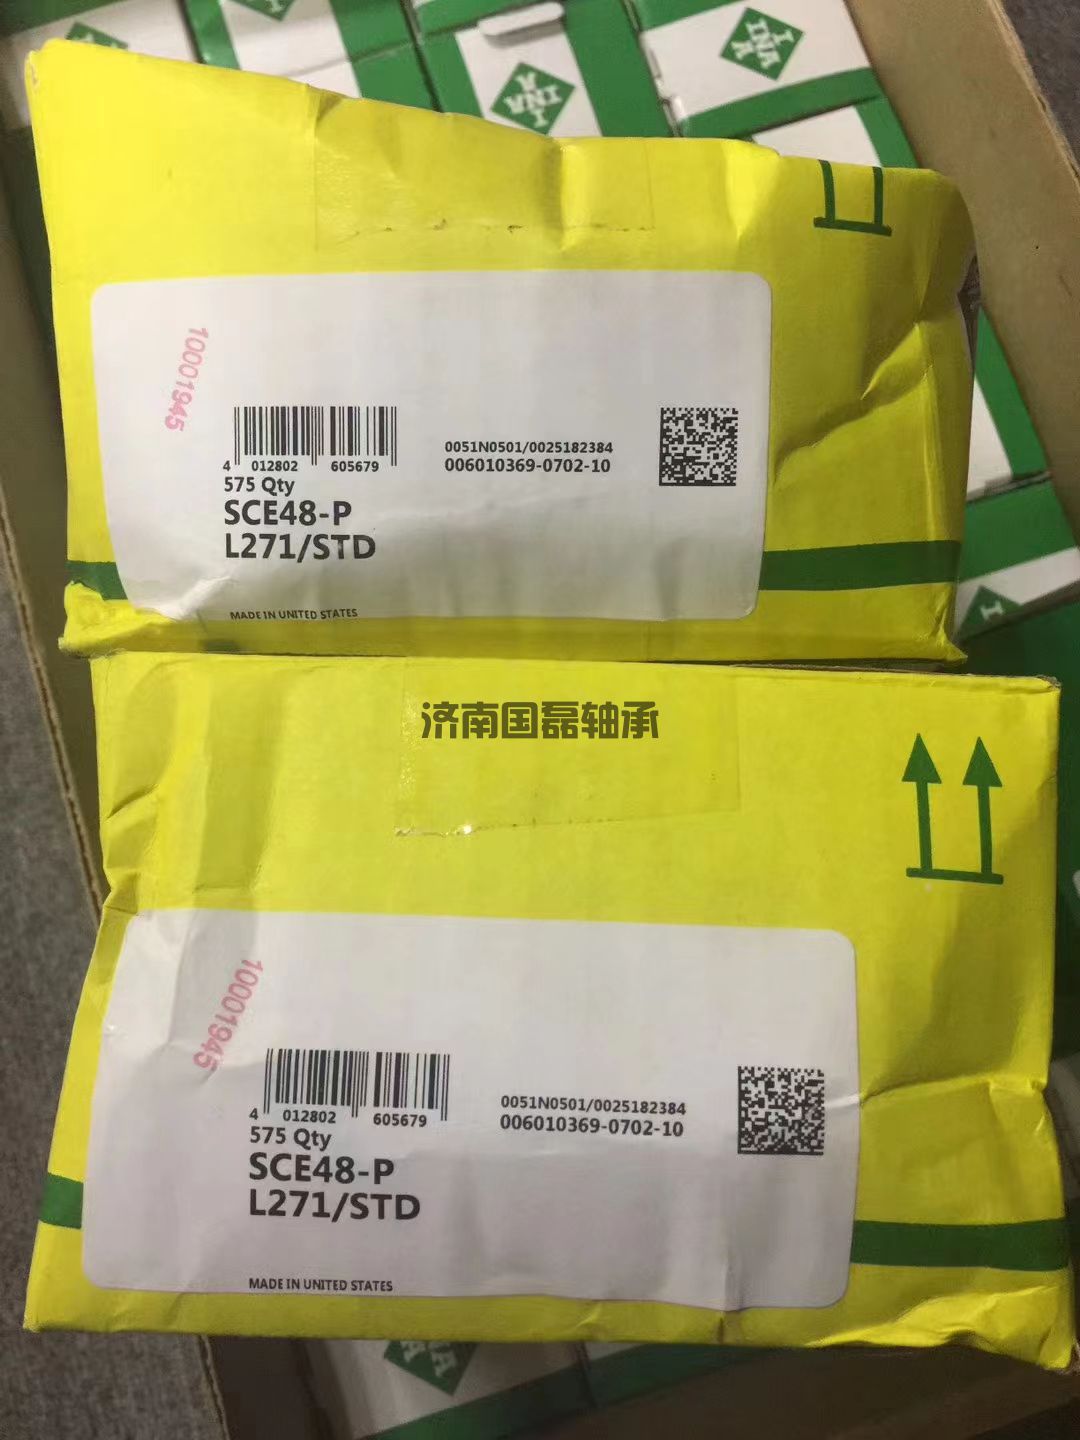 INA
INA
INA
INA
10001945
4 012802 605679
0051N0501/0025182384
006010369-0702-10
575 Qty
SCE48-P
L271/STD
MADE IN UNITED STATES
济南国磊轴承
10001945
4 012802 605679
0051N0501/0025182384
006010369-0702-10
575 Qty
SCE48-P
L271/STD
MADE IN UNITED STATES